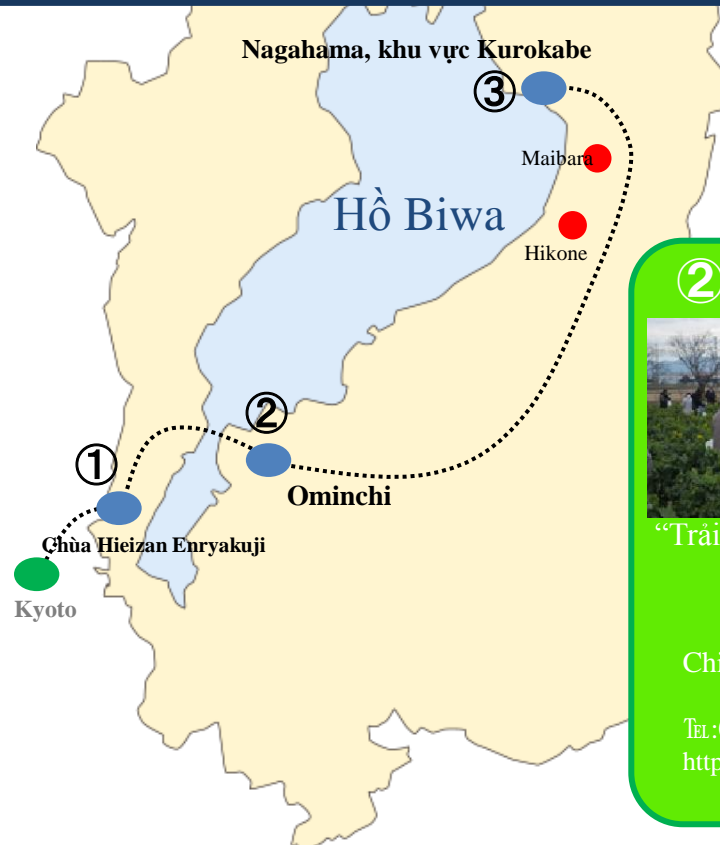 Nagahama, khu vực Kurokabe
③
Maibara
Hồ Biwa
Hikone
②
②
①
Ominchi
Chùa Hieizan Enryakuji
Kyoto
“Trải
Chi
TEL:
http